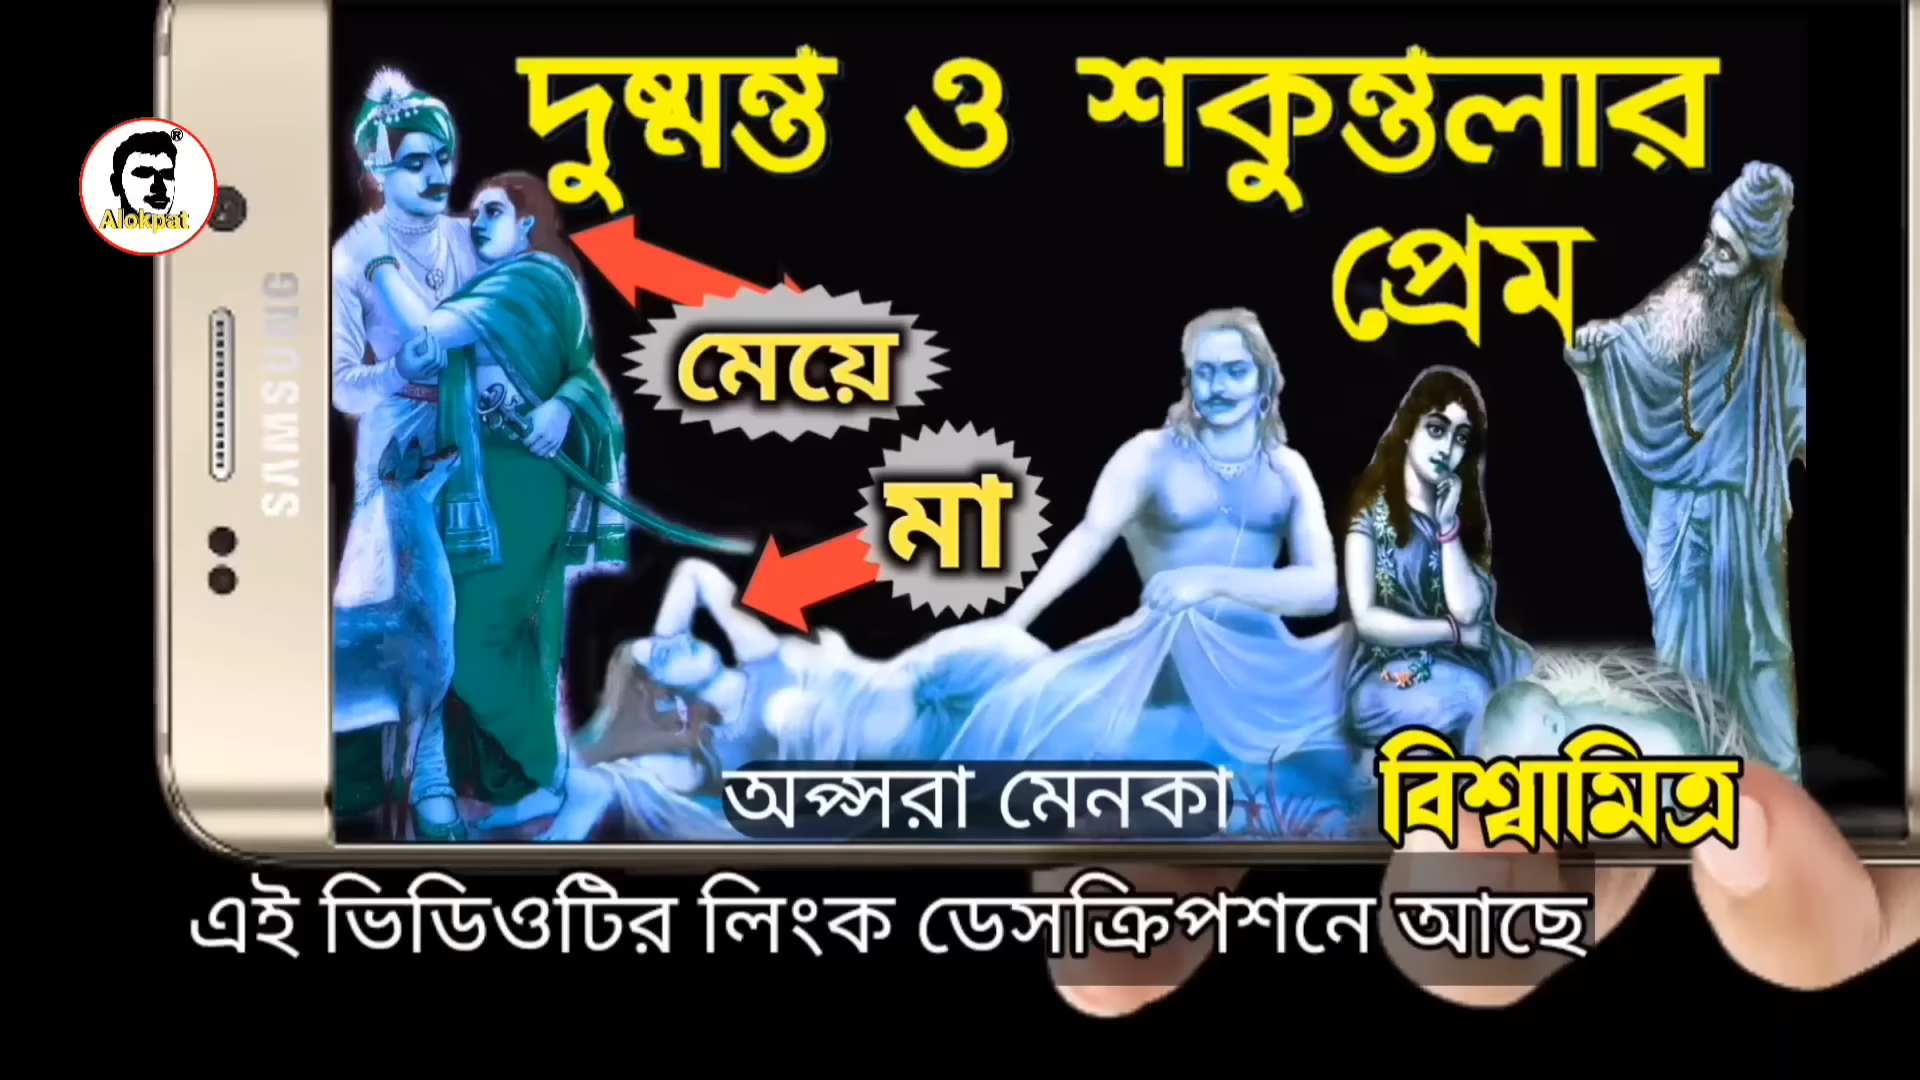 দুষ্মন্ত ও শকুন্তলার
প্রেম
®
Alokpat
SAMSUNG
মেয়ে
মা
অপ্সরা মেনকা
বিশ্বামিত্র
এই ভিডিওটির লিংক ডেসক্রিপশনে আছে